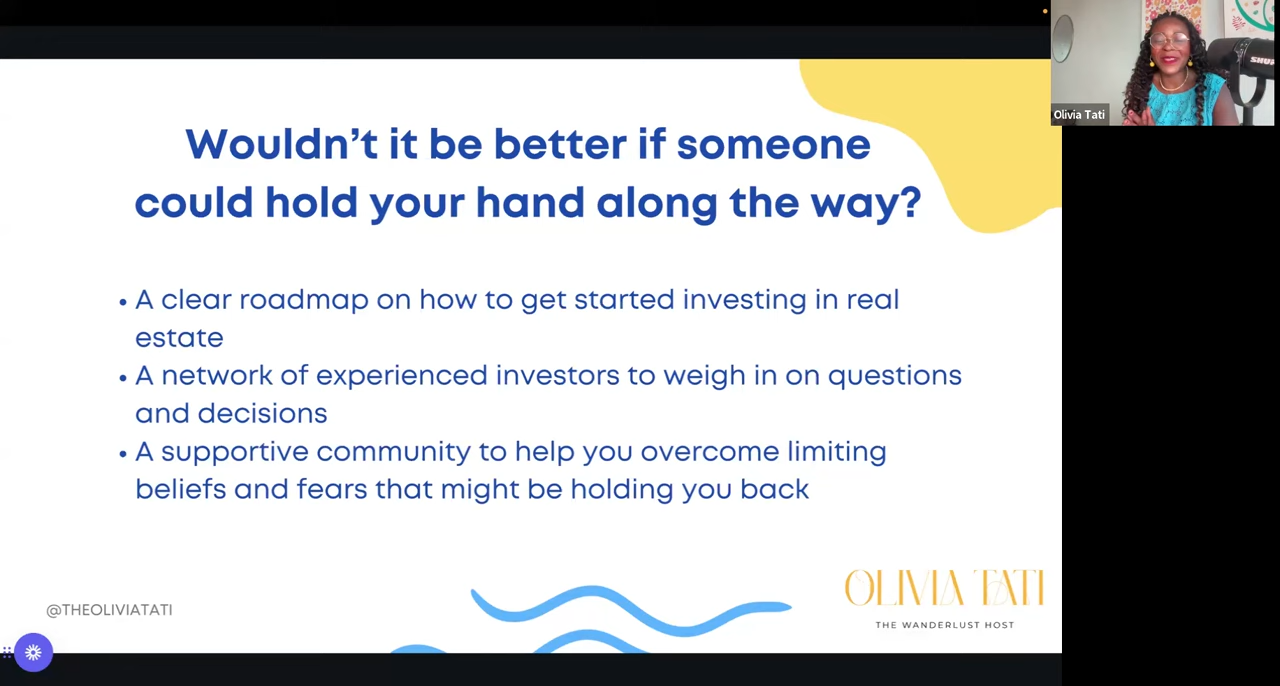 Wouldn’t it be better if someone
could hold your hand along the way?
• A clear roadmap on how to get started investing in real
estate
• A network of experienced investors to weigh in on questions
and decisions
• A supportive community to help you overcome limiting
beliefs and fears that might be holding you back
@THEOLIVIATATI
OLIVIA TATI
THE WANDERLUST HOST
Olivia Tati
SHURE